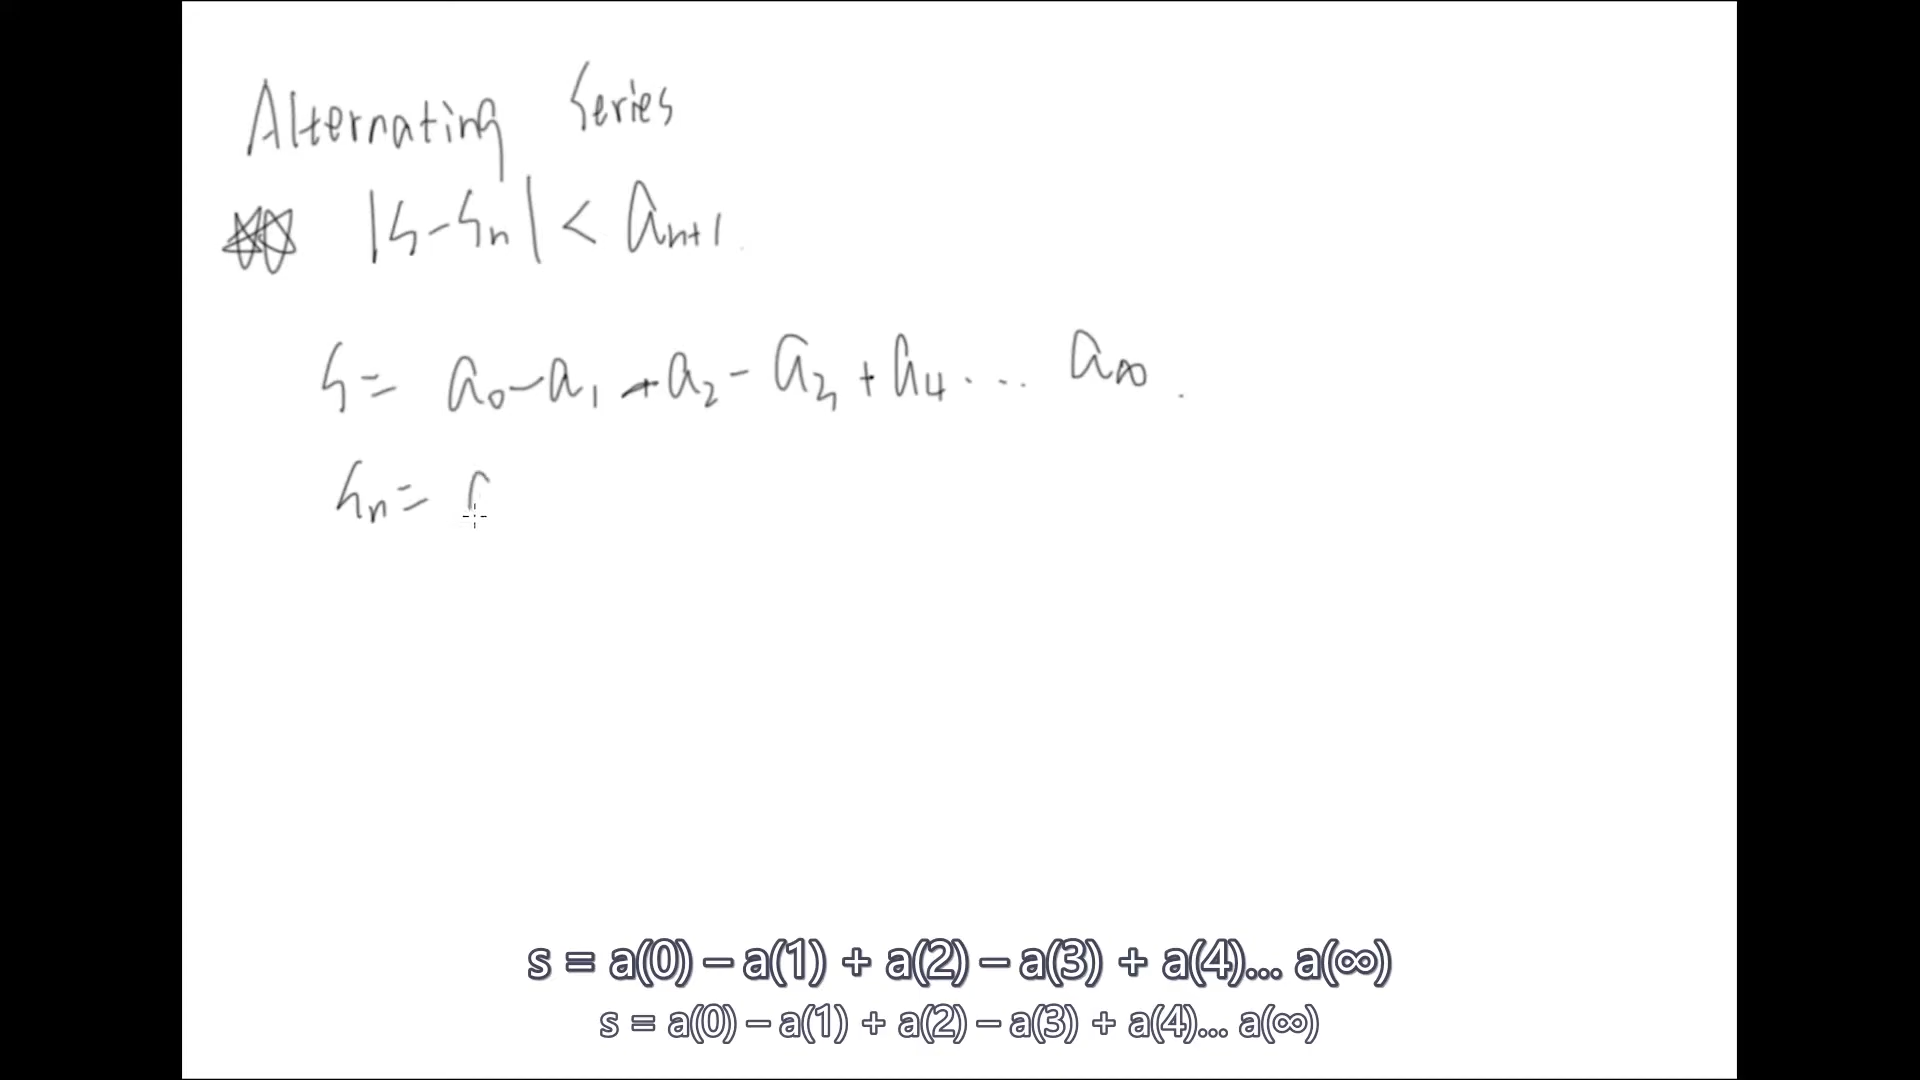 Alternating Series
|S-Sn| < an+1
S = a0 - a1 + a2 - a3 + a4 ... a∞.
Sn =
s = a(0) – a(1) + a(2) – a(3) + a(4)... a(∞)
s = a(0) – a(1) + a(2) – a(3) + a(4)... a(∞)